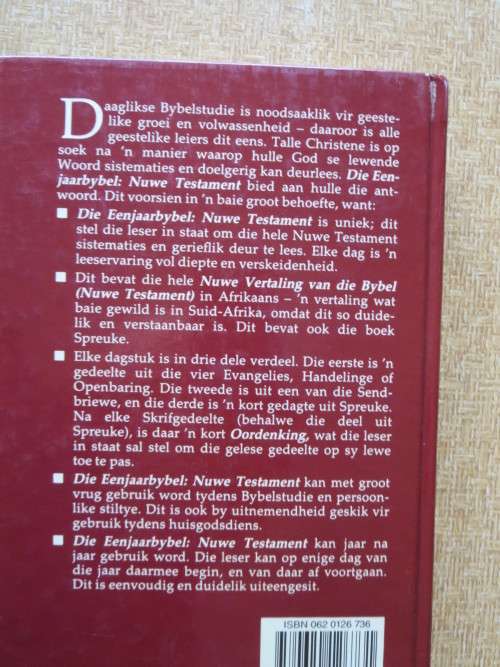 Daaglikse Bybelstudie is noodsaaklik vir geeste-
like groei en volwassenheid – daaroor is alle
geestelike leiers dit eens. Talle Christene is op
soek na 'n manier waarop hulle God se lewende
Woord sistematies en doelgerig kan deurlees. Die Een-
jaarbybel: Nuwe Testament bied aan hulle die ant-
woord. Dit voorsien in 'n baie groot behoefte, want:
■ Die Eenjaarbybel: Nuwe Testament is uniek; dit
stel die leser in staat om die hele Nuwe Testament
sistematies en gerieflik deur te lees. Elke dag is 'n
leeservaring vol diepte en verskeidenheid.
■ Dit bevat die hele Nuwe Vertaling van die Bybel
(Nuwe Testament) in Afrikaans – 'n vertaling wat
baie gewild is in Suid-Afrika, omdat dit so duide-
lik en verstaanbaar is. Dit bevat ook die boek
Spreuke.
■ Elke dagstuk is in drie dele verdeel. Die eerste is 'n
gedeelte uit die vier Evangelies, Handelinge of
Openbaring. Die tweede is uit een van die Send-
briewe, en die derde is 'n kort gedagte uit Spreuke.
Na elke Skrifgedeelte (behalwe die deel uit
Spreuke), is daar 'n kort Oordenking, wat die leser
in staat sal stel om die gelese gedeelte op sy lewe
toe te pas.
■ Die Eenjaarbybel: Nuwe Testament kan met groot
vrug gebruik word tydens Bybelstudie en persoon-
like stiltye. Dit is ook by uitnemendheid geskik vir
gebruik tydens huisgodsdiens.
■ Die Eenjaarbybel: Nuwe Testament kan jaar na
jaar gebruik word. Die leser kan op enige dag van
die jaar daarmee begin, en van daar af voortgaan.
Dit is eenvoudig en duidelik uiteengesit.
ISBN 062 0126 736